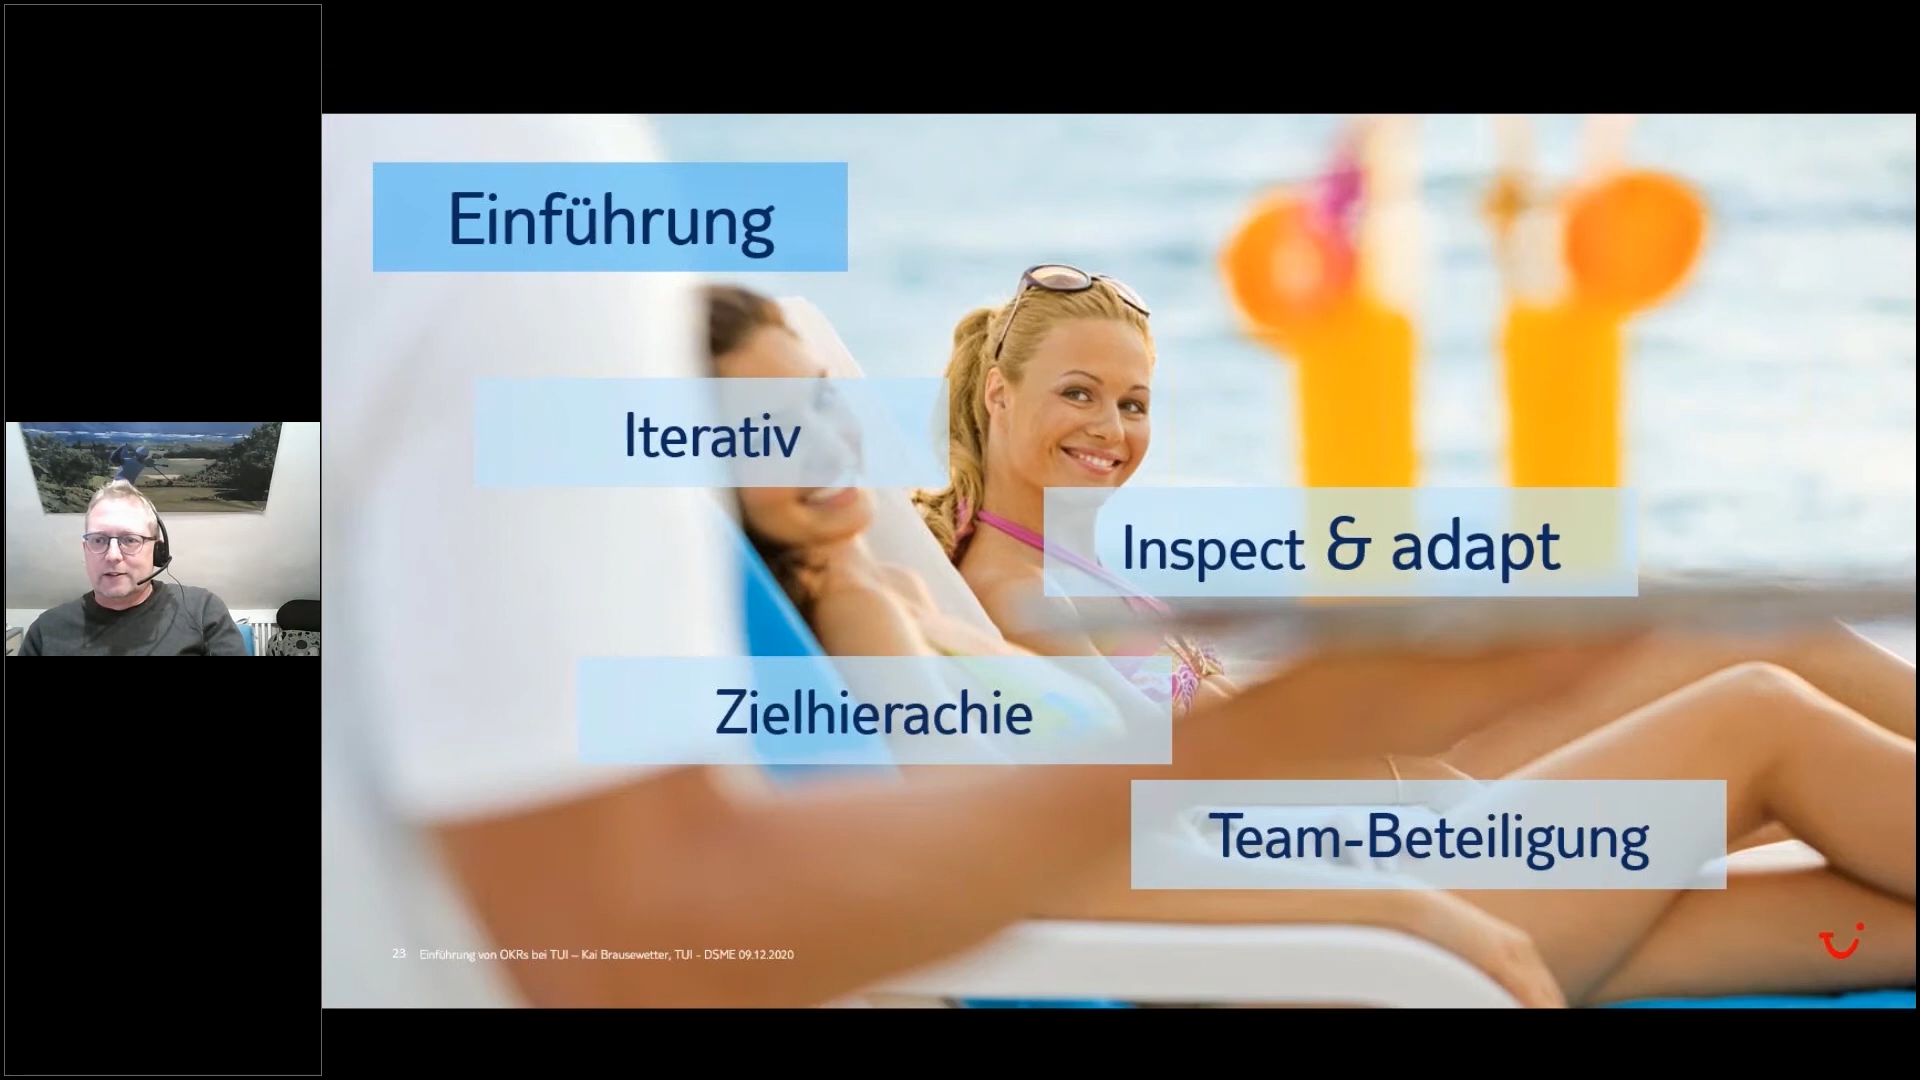 Einführung
Iterativ
Inspect & adapt
Zielhierachie
Team-Beteiligung
23 Einführung von OKRs bei TUI – Kai Brausewetter, TUI - DSME 09.12.2020